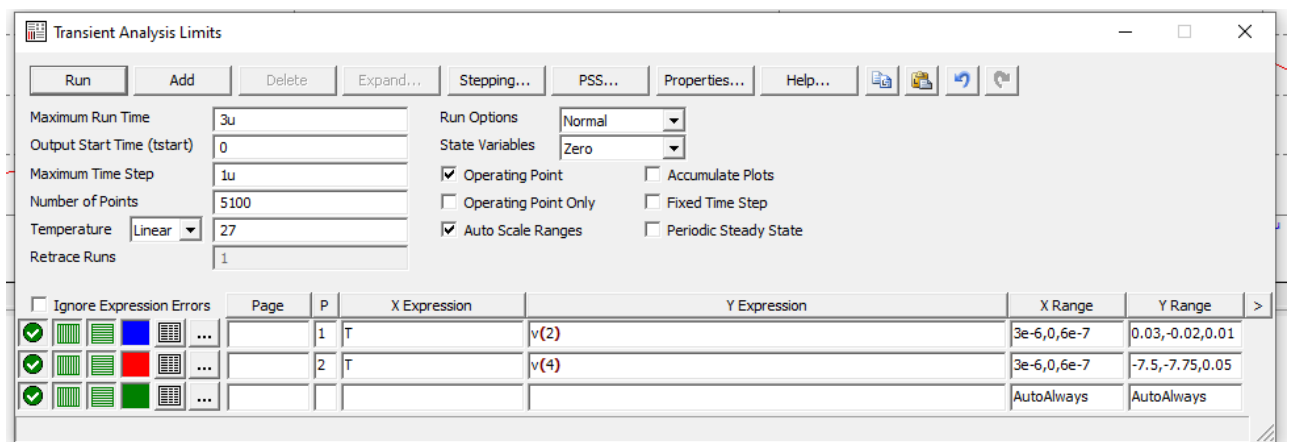 Transient Analysis Limits
Run Add Delete Expand... Stepping... PSS... Properties... Help...
Maximum Run Time 3u Run Options Normal
Output Start Time (tstart) 0 State Variables Zero
Maximum Time Step 1u Operating Point Accumulate Plots
Number of Points 5100 Operating Point Only Fixed Time Step
Temperature Linear 27 Auto Scale Ranges Periodic Steady State
Retrace Runs 1
Ignore Expression Errors Page P X Expression Y Expression X Range Y Range >
... 1 T v(2) 3e-6,0,6e-7 0.03,-0.02,0.01
... 2 T v(4) 3e-6,0,6e-7 -7.5,-7.75,0.05
... AutoAlways AutoAlways